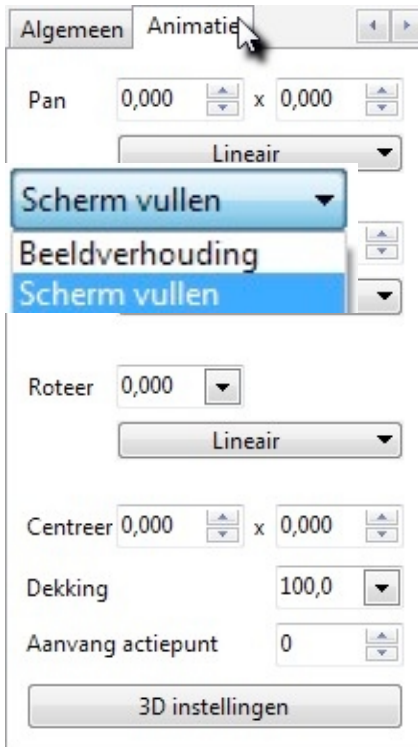 Algemeen Animatie
Pan 0,000 x 0,000
Lineair
Scherm vullen
Beeldverhouding
Scherm vullen
Roteer 0,000
Lineair
Centreer 0,000 x 0,000
Dekking 100,0
Aanvang actiepunt 0
3D instellingen